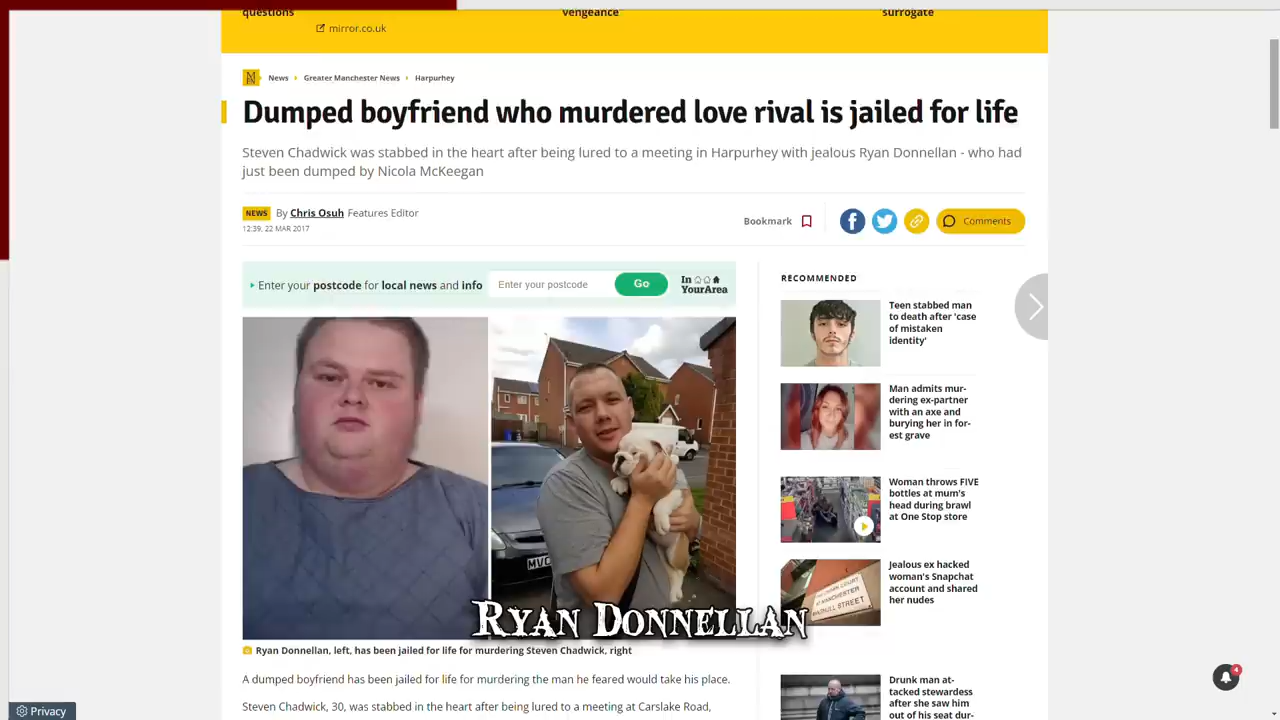 questions
vengeance
surrogate
mirror.co.uk
News
Greater Manchester News
Harpurhey
Dumped boyfriend who murdered love rival is jailed for life
Steven Chadwick was stabbed in the heart after being lured to a meeting in Harpurhey with jealous Ryan Donnellan - who had
just been dumped by Nicola McKeegan
NEWS By Chris Osuh Features Editor
12:39, 22 MAR 2017
Bookmark
Comments
Enter your postcode for local news and info
Enter your postcode
Go
In
YourArea
MVO
Ryan Donnellan
Ryan Donnellan, left, has been jailed for life for murdering Steven Chadwick, right
A dumped boyfriend has been jailed for life for murdering the man he feared would take his place.
Steven Chadwick, 30, was stabbed in the heart after being lured to a meeting at Carslake Road,
RECOMMENDED
Teen stabbed man
to death after 'case
of mistaken
identity'
Man admits mur-
dering ex-partner
with an axe and
burying her in for-
est grave
Woman throws FIVE
bottles at mum's
head during brawl
at One Stop store
Jealous ex hacked
woman's Snapchat
account and shared
her nudes
Drunk man at-
tacked stewardess
after she saw him
out of his seat dur-
4
Privacy